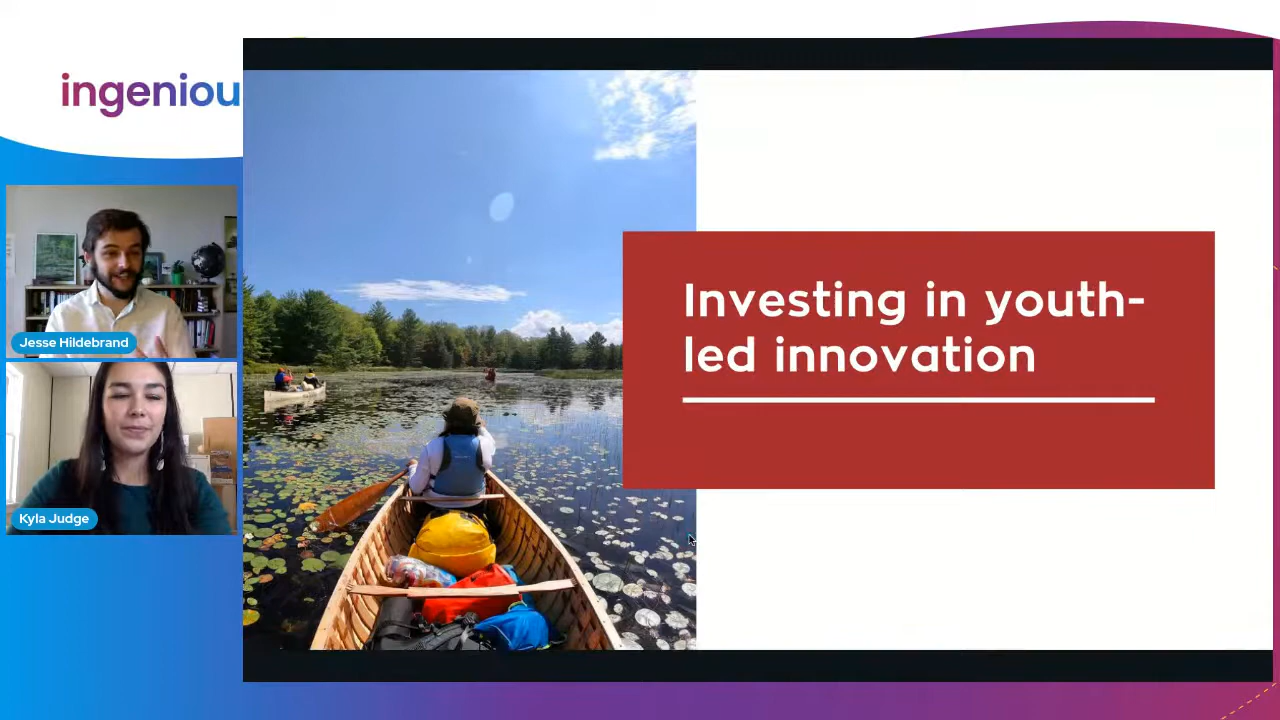 ingeniou
Jesse Hildebrand
Kyla Judge
Investing in youth-
led innovation